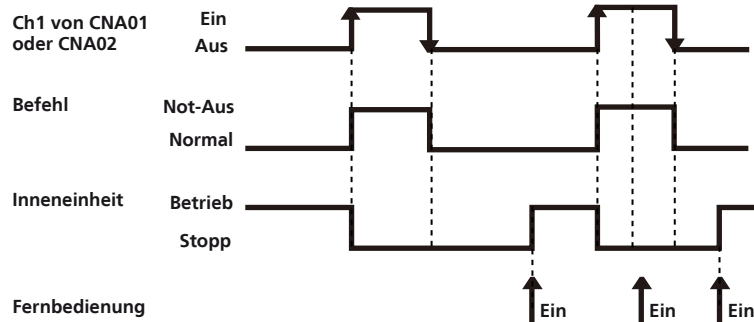 Ch1 von CNA01
oder CNA02
Ein
Aus
Befehl
Not-Aus
Normal
Inneneinheit
Betrieb
Stopp
Fernbedienung
Ein
Ein
Ein